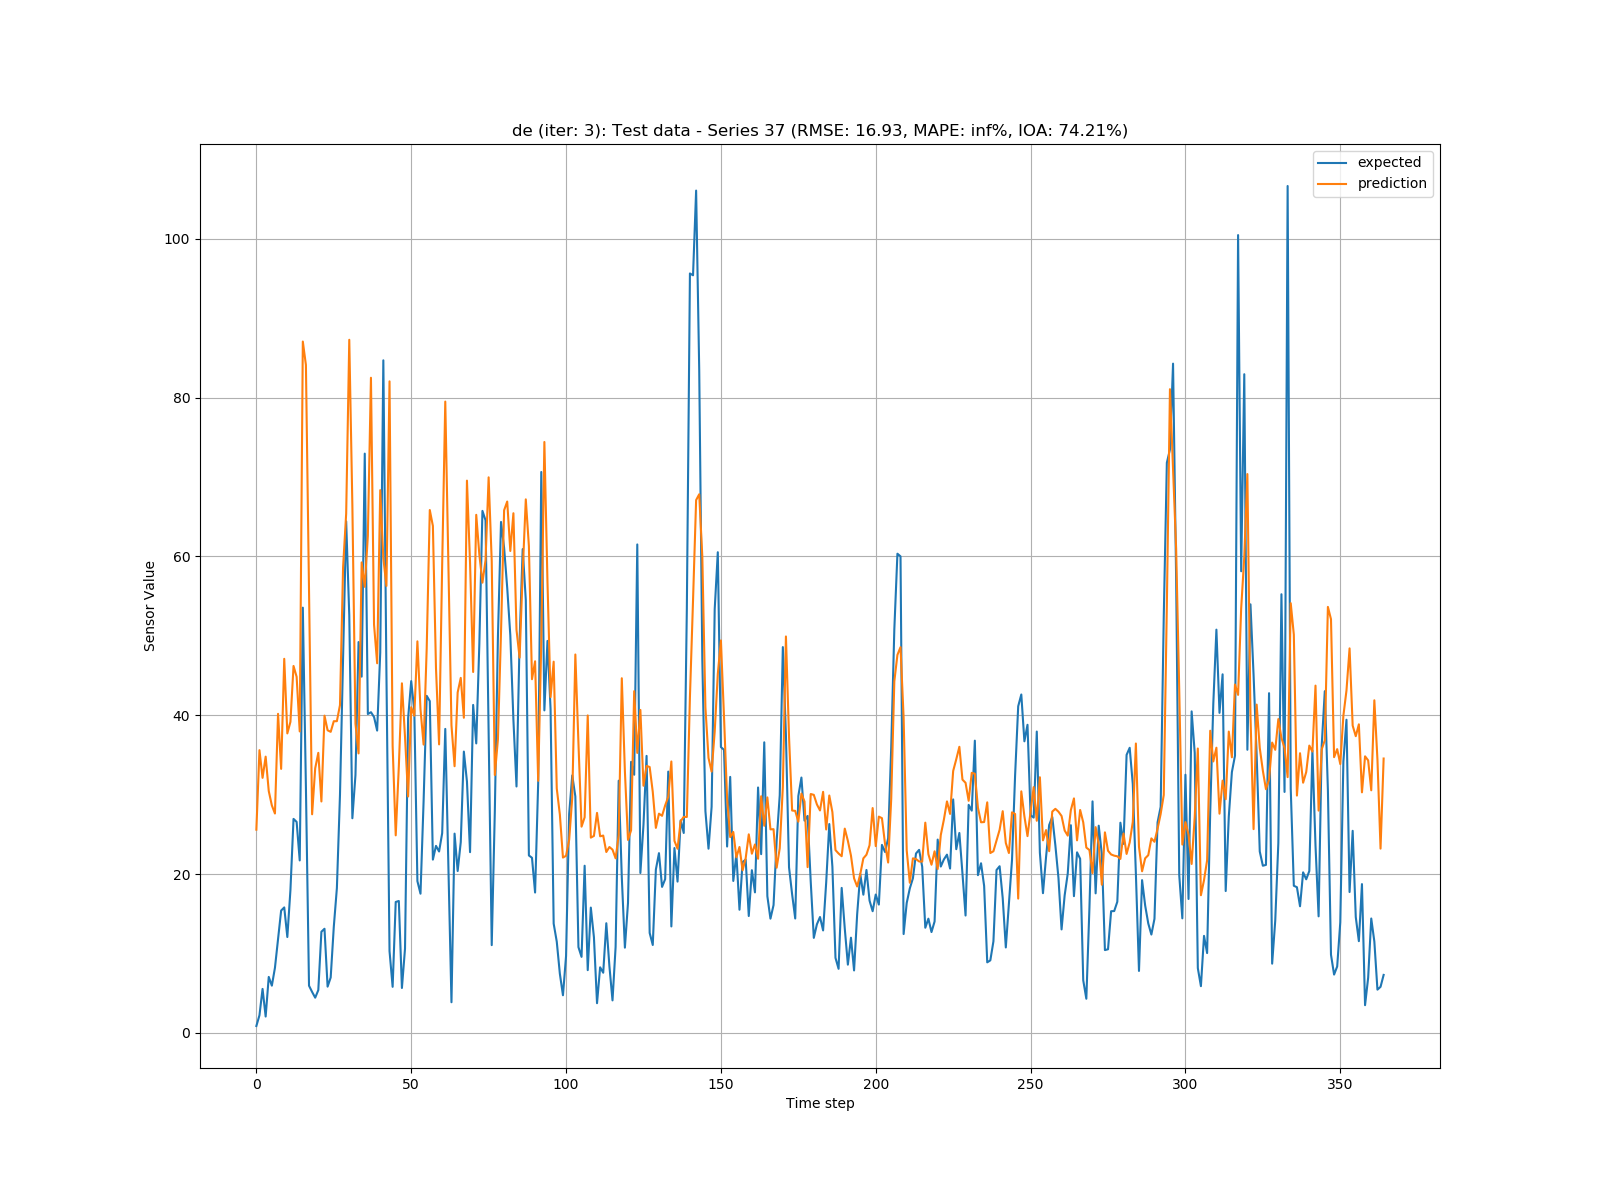 de (iter: 3): Test data - Series 37 (RMSE: 16.93, MAPE: inf%, IOA: 74.21%)
expected
prediction
100
80
60
40
20
0
Sensor Value
0 50 100 150 200 250 300 350
Time step